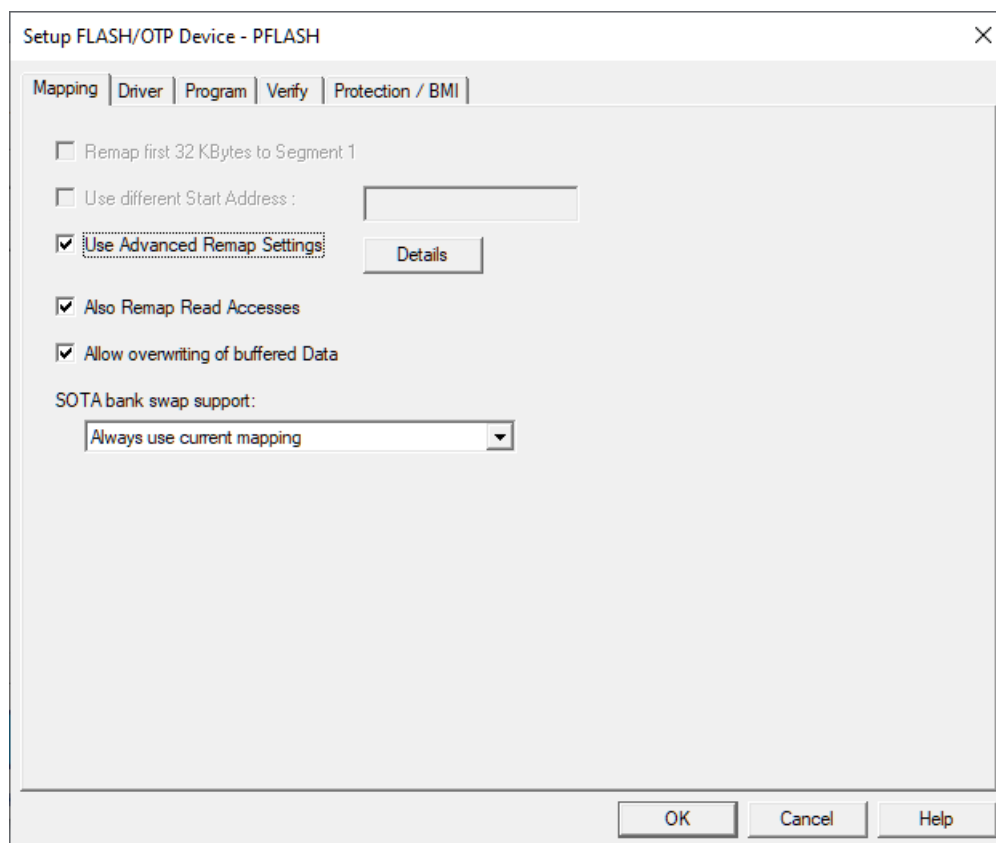 Setup FLASH/OTP Device - PFLASH
Mapping Driver Program Verify Protection / BMI
Remap first 32 KBytes to Segment 1
Use different Start Address :
Use Advanced Remap Settings Details
Also Remap Read Accesses
Allow overwriting of buffered Data
SOTA bank swap support:
Always use current mapping
OK Cancel Help